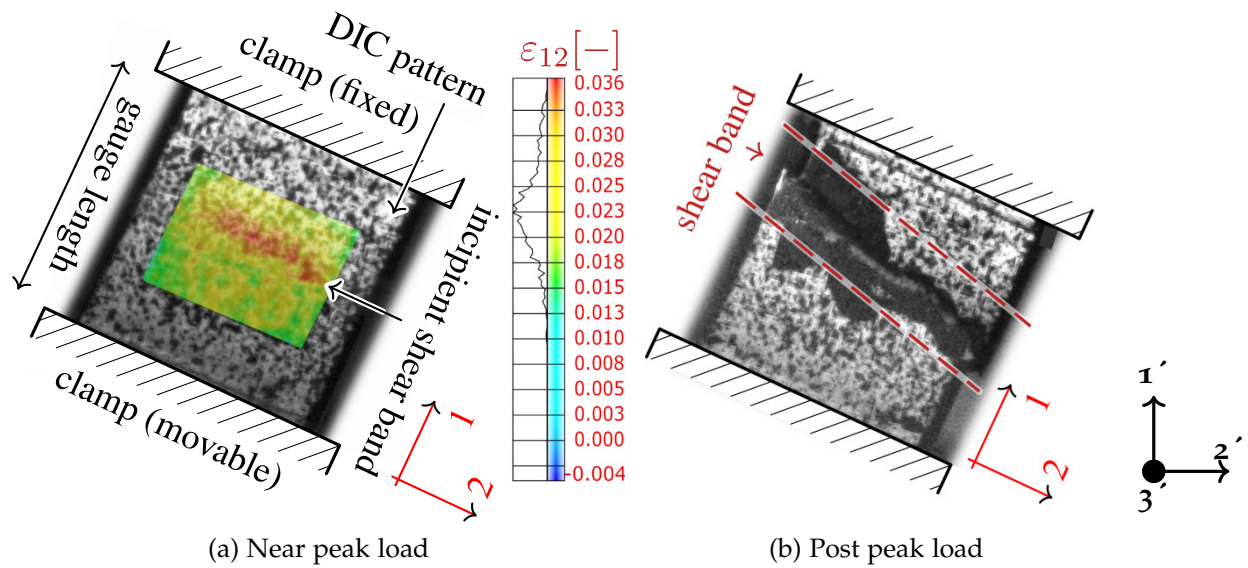 DIC pattern
clamp (fixed)
gauge length
incipient shear band
clamp (movable)
1
2
ε12[−]
0.036
0.033
0.030
0.028
0.025
0.023
0.020
0.018
0.015
0.013
0.010
0.008
0.005
0.003
0.000
-0.004
shear band
1
2
1´
2´
3´
(a) Near peak load
(b) Post peak load